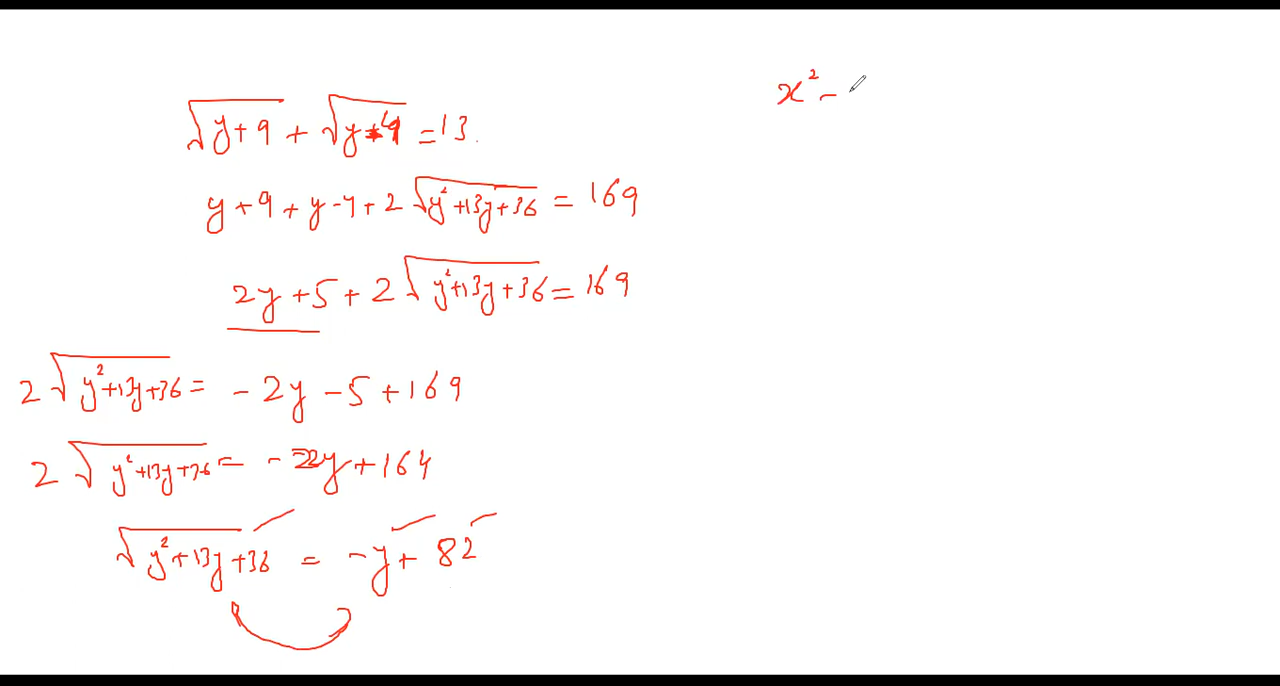 √(y+9) + √(y-4) = 13.
y + 9 + y - 4 + 2√(y²+13y+36) = 169
2y + 5 + 2√(y²+13y+36) = 169
2√(y²+13y+36) = -2y - 5 + 169
2√(y²+13y+36) = -2y + 164
√(y²+13y+36) = -y + 82
x² -